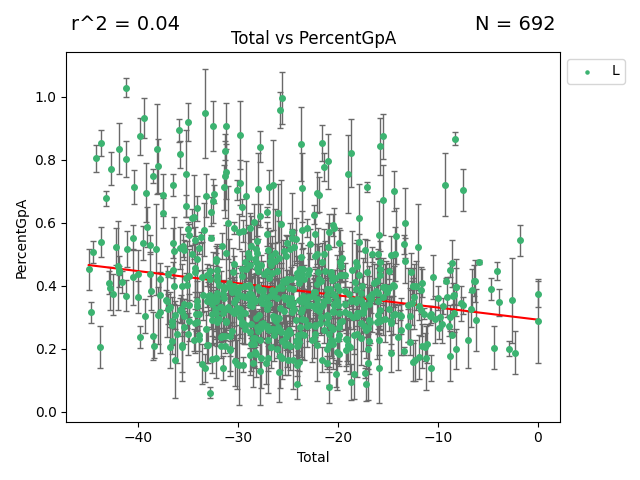 r^2 = 0.04
N = 692
Total vs PercentGpA
L
PercentGpA
1.0
0.8
0.6
0.4
0.2
0.0
−40
−30
−20
−10
0
Total